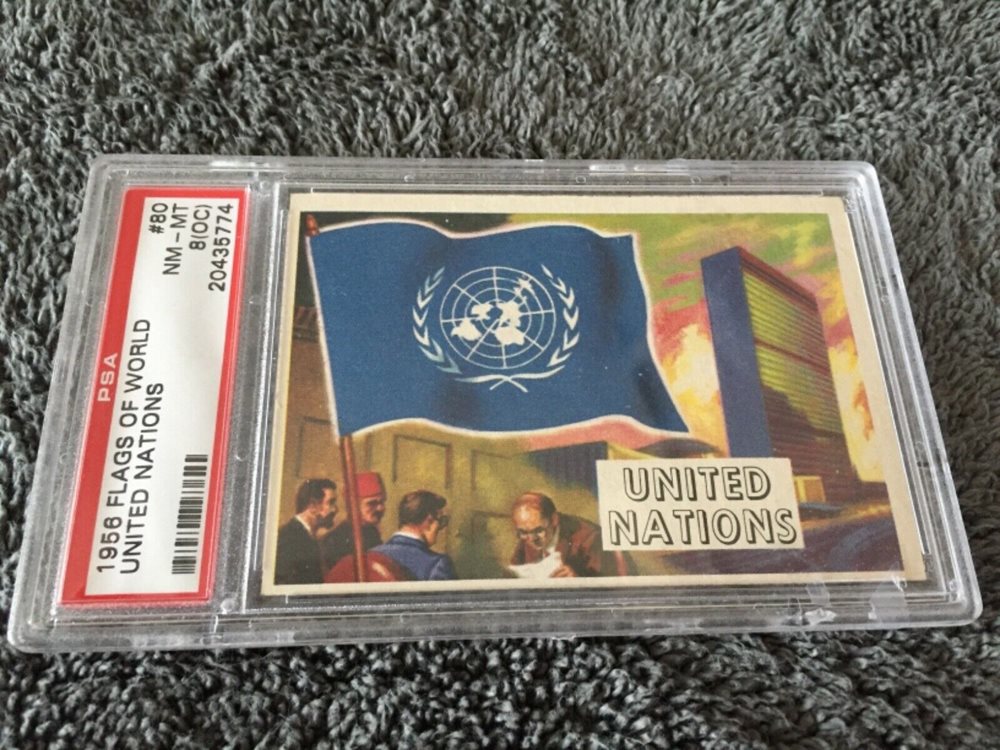 PSA
1956 FLAGS OF WORLD
UNITED NATIONS
#80
NM - MT
8(OC)
20435774
UNITED
NATIONS